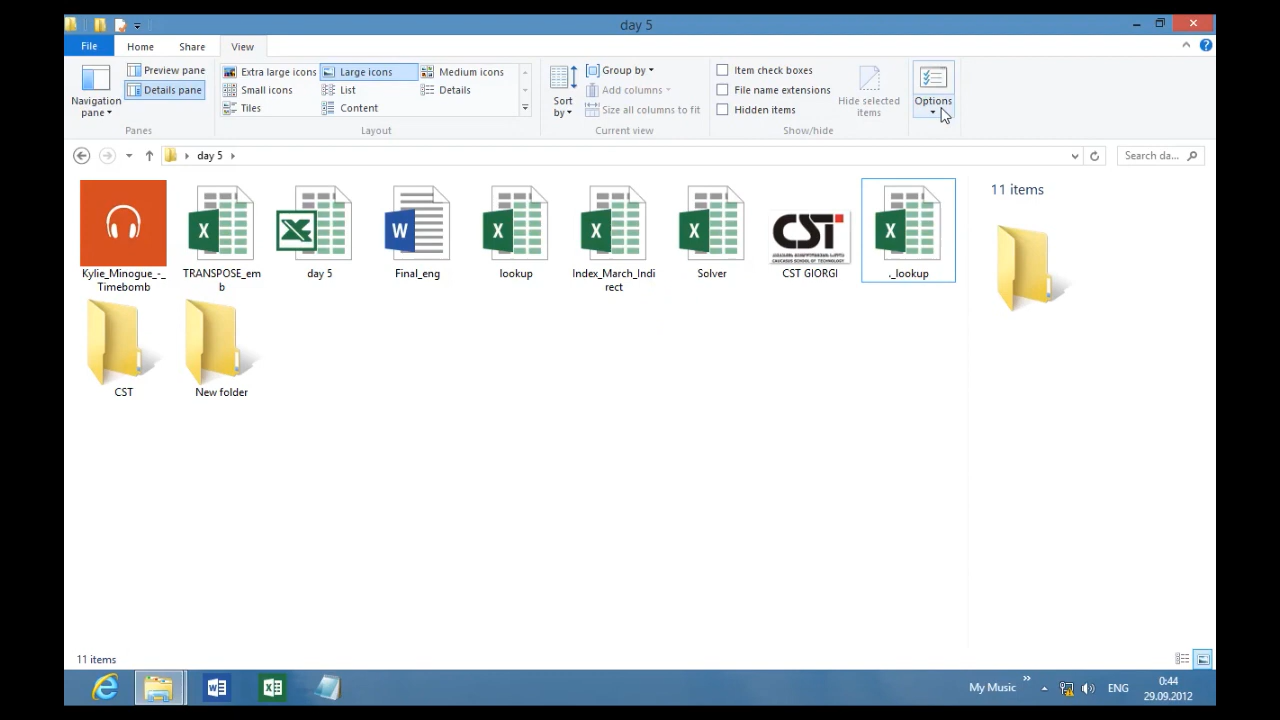 day 5
File Home Share View
Navigation pane
Preview pane
Details pane
Panes
Extra large icons Large icons Medium icons
Small icons List Details
Tiles Content
Layout
Sort by
Group by
Add columns
Size all columns to fit
Current view
Item check boxes
File name extensions
Hidden items
Hide selected items
Show/hide
Options
day 5
Search da...
Kylie_Minogue_-_Timebomb
TRANSPOSE_emb
day 5
Final_eng
lookup
Index_March_Indirect
Solver
CST
CST GIORGI
._lookup
11 items
CST
New folder
11 items
My Music
ENG
0:44
29.09.2012